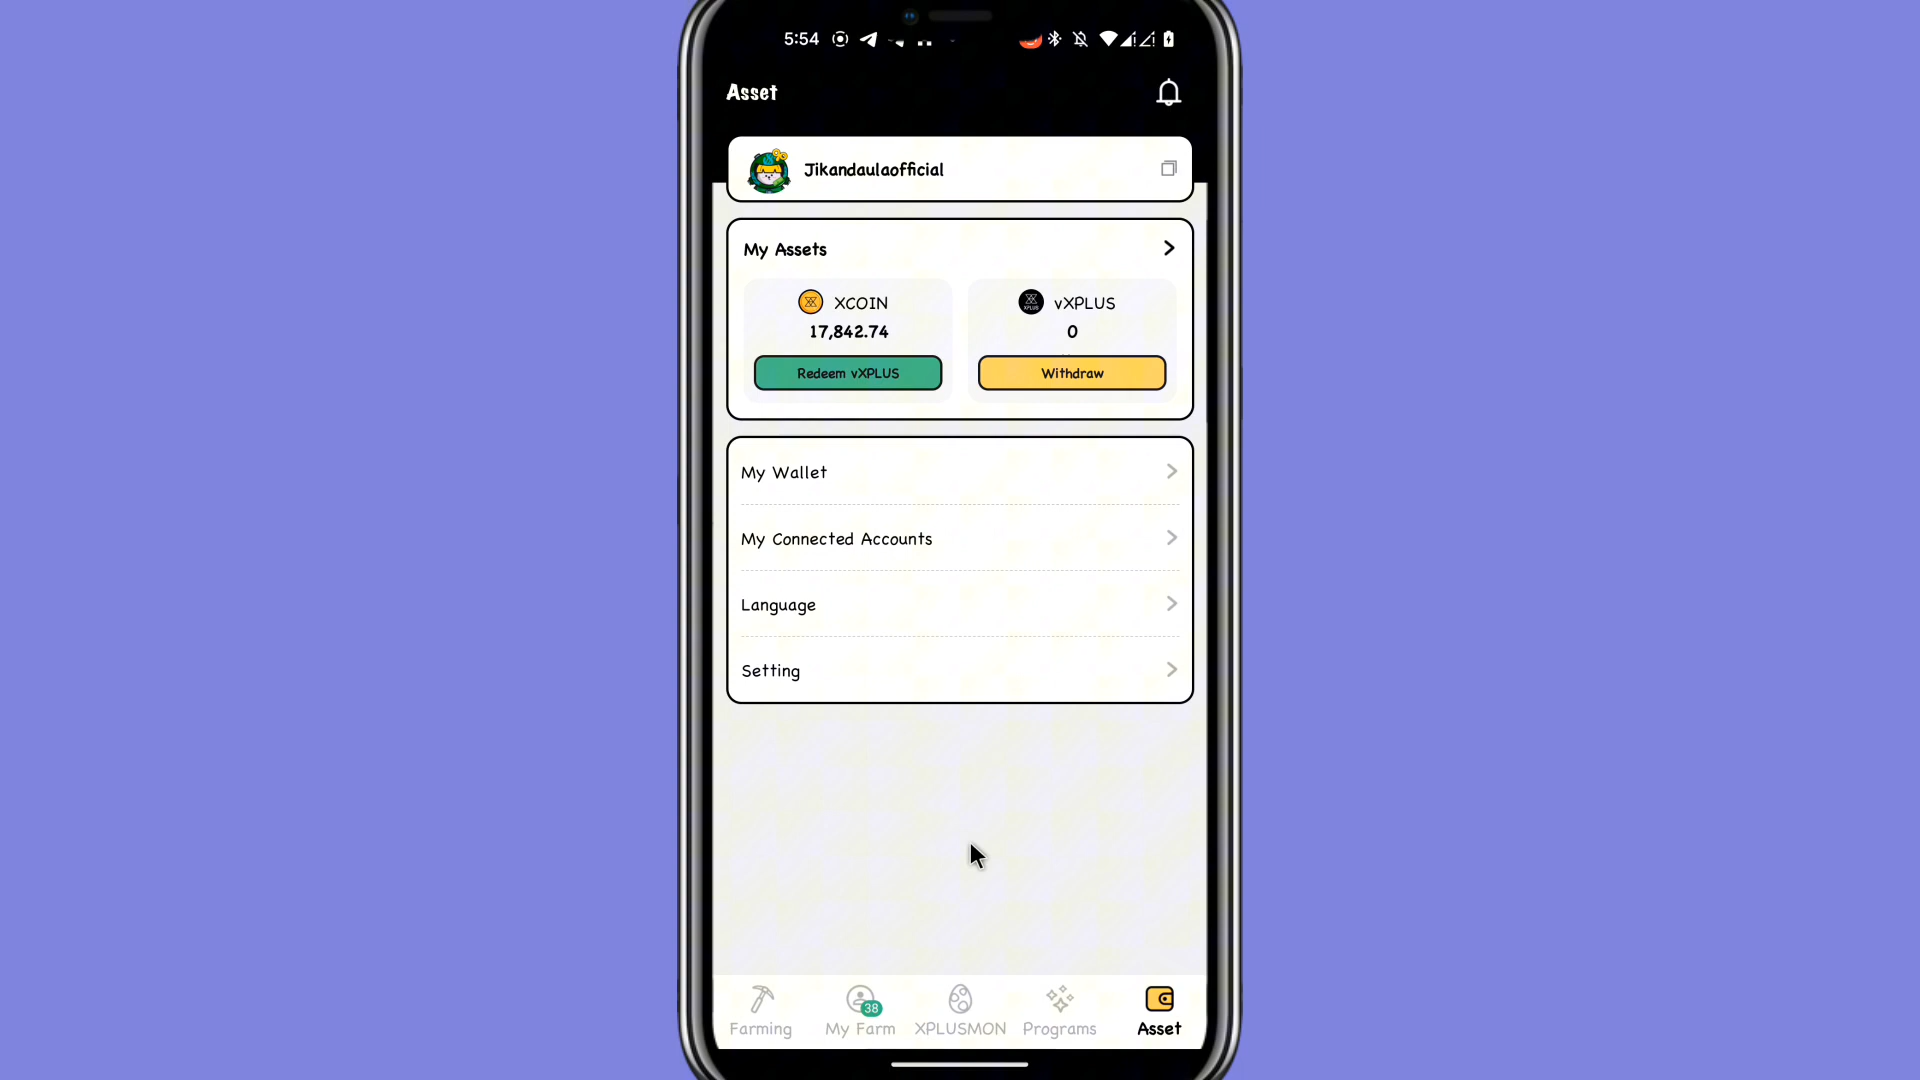 5:54
Asset
Jikandaulaofficial
My Assets
XCOIN
17,842.74
Redeem vXPLUS
vXPLUS
0
Withdraw
My Wallet
My Connected Accounts
Language
Setting
38
Farming
My Farm
XPLUSMON
Programs
Asset